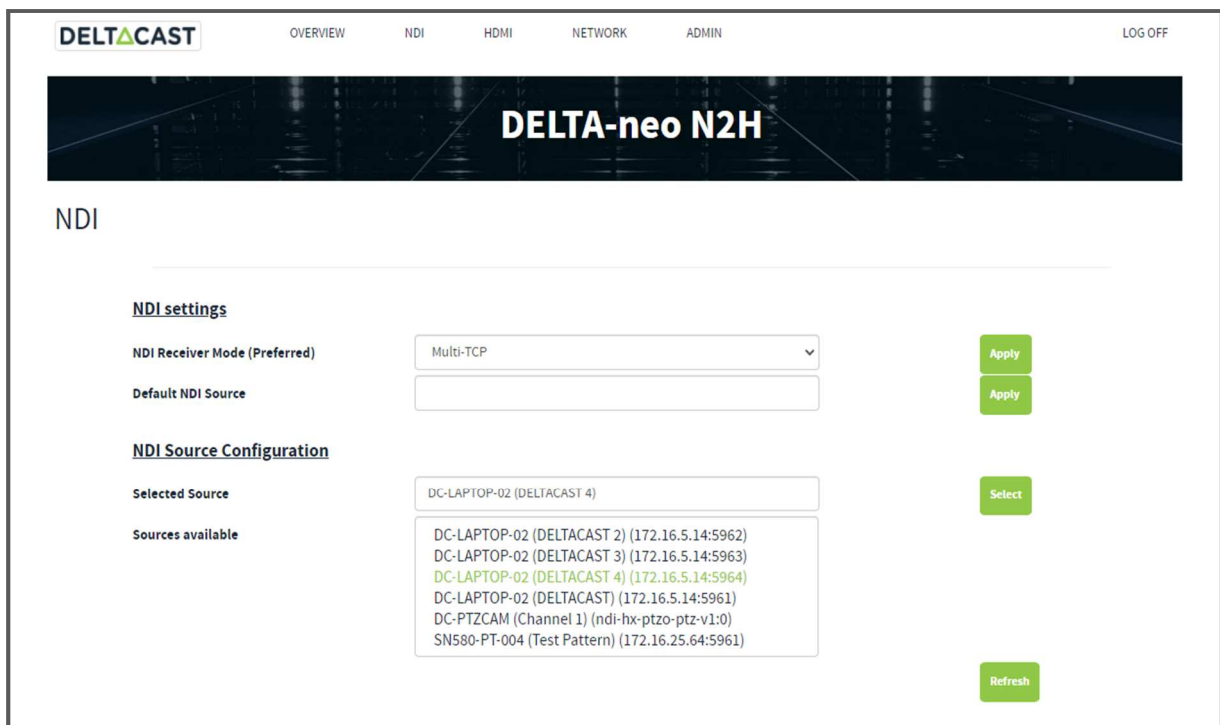 DELTACAST OVERVIEW NDI HDMI NETWORK ADMIN LOG OFF
DELTA-neo N2H
NDI
NDI settings
NDI Receiver Mode (Preferred) Multi-TCP Apply
Default NDI Source Apply
NDI Source Configuration
Selected Source DC-LAPTOP-02 (DELTACAST 4) Select
Sources available
DC-LAPTOP-02 (DELTACAST 2) (172.16.5.14:5962)
DC-LAPTOP-02 (DELTACAST 3) (172.16.5.14:5963)
DC-LAPTOP-02 (DELTACAST 4) (172.16.5.14:5964)
DC-LAPTOP-02 (DELTACAST) (172.16.5.14:5961)
DC-PTZCAM (Channel 1) (ndi-hx-ptzo-ptz-v1:0)
SN580-PT-004 (Test Pattern) (172.16.25.64:5961)
Refresh